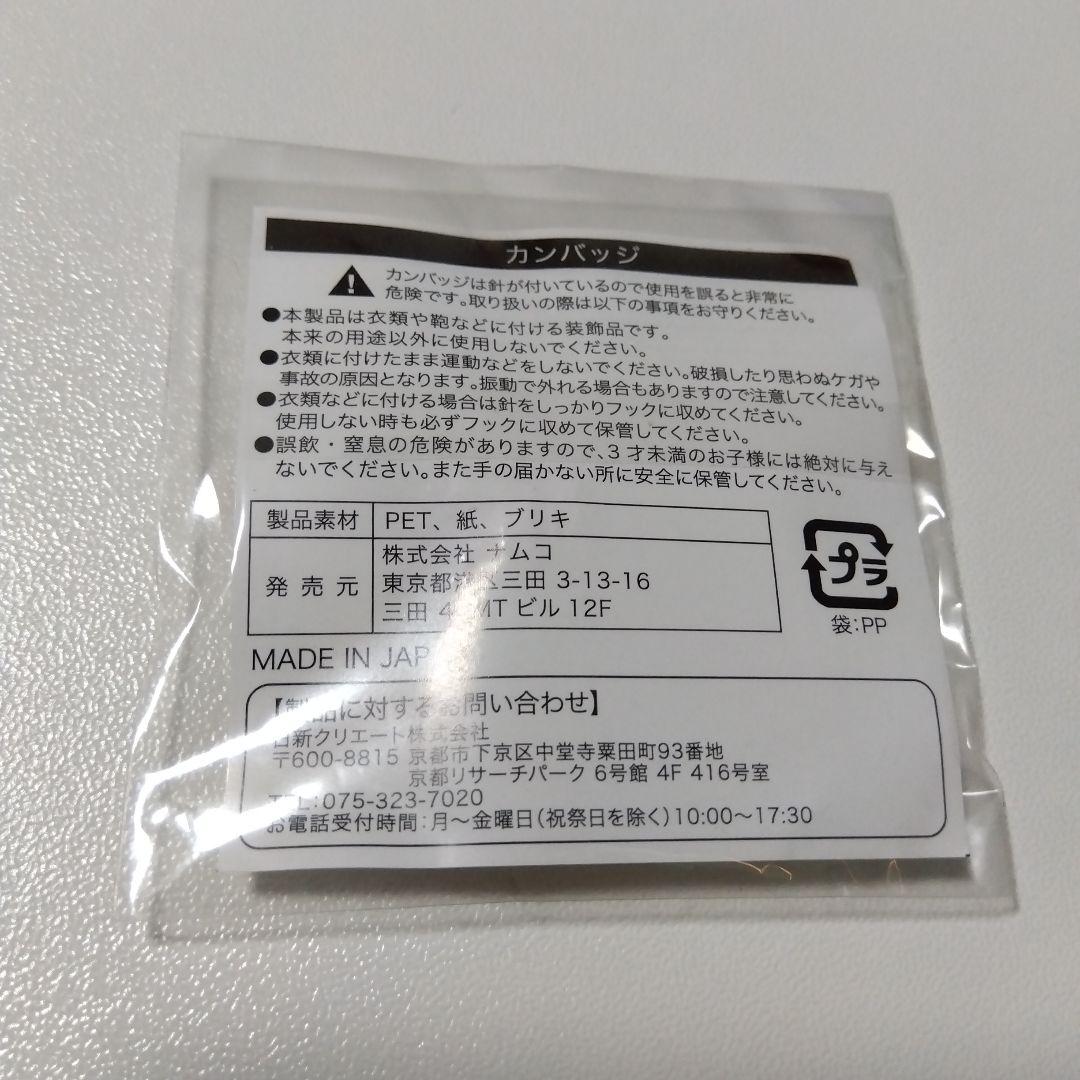 カンバッジ
カンバッジは針が付いているので使用を誤ると非常に
危険です。取り扱いの際は以下の事項をお守りください。
●本製品は衣類や鞄などに付ける装飾品です。
本来の用途以外に使用しないでください。
●衣類に付けたまま運動などをしないでください。破損したり思わぬケガや
事故の原因となります。振動で外れる場合もありますので注意してください。
●衣類などに付ける場合は針をしっかりフックに収めてください。
使用しない時も必ずフックに収めて保管してください。
●誤飲・窒息の危険がありますので、3才未満のお子様には絶対に与え
ないでください。また手の届かない所に安全に保管してください。
製品素材 PET、紙、ブリキ
発売元 株式会社 ナムコ
東京都港区三田 3-13-16
三田 MT ビル 12F
プラ
袋:PP
MADE IN JAP
【製品に対するお問い合わせ】
日新クリエート株式会社
〒600-8815 京都市下京区中堂寺粟田町93番地
京都リサーチパーク 6号館 4F 416号室
TEL:075-323-7020
お電話受付時間:月〜金曜日(祝祭日を除く)10:00〜17:30